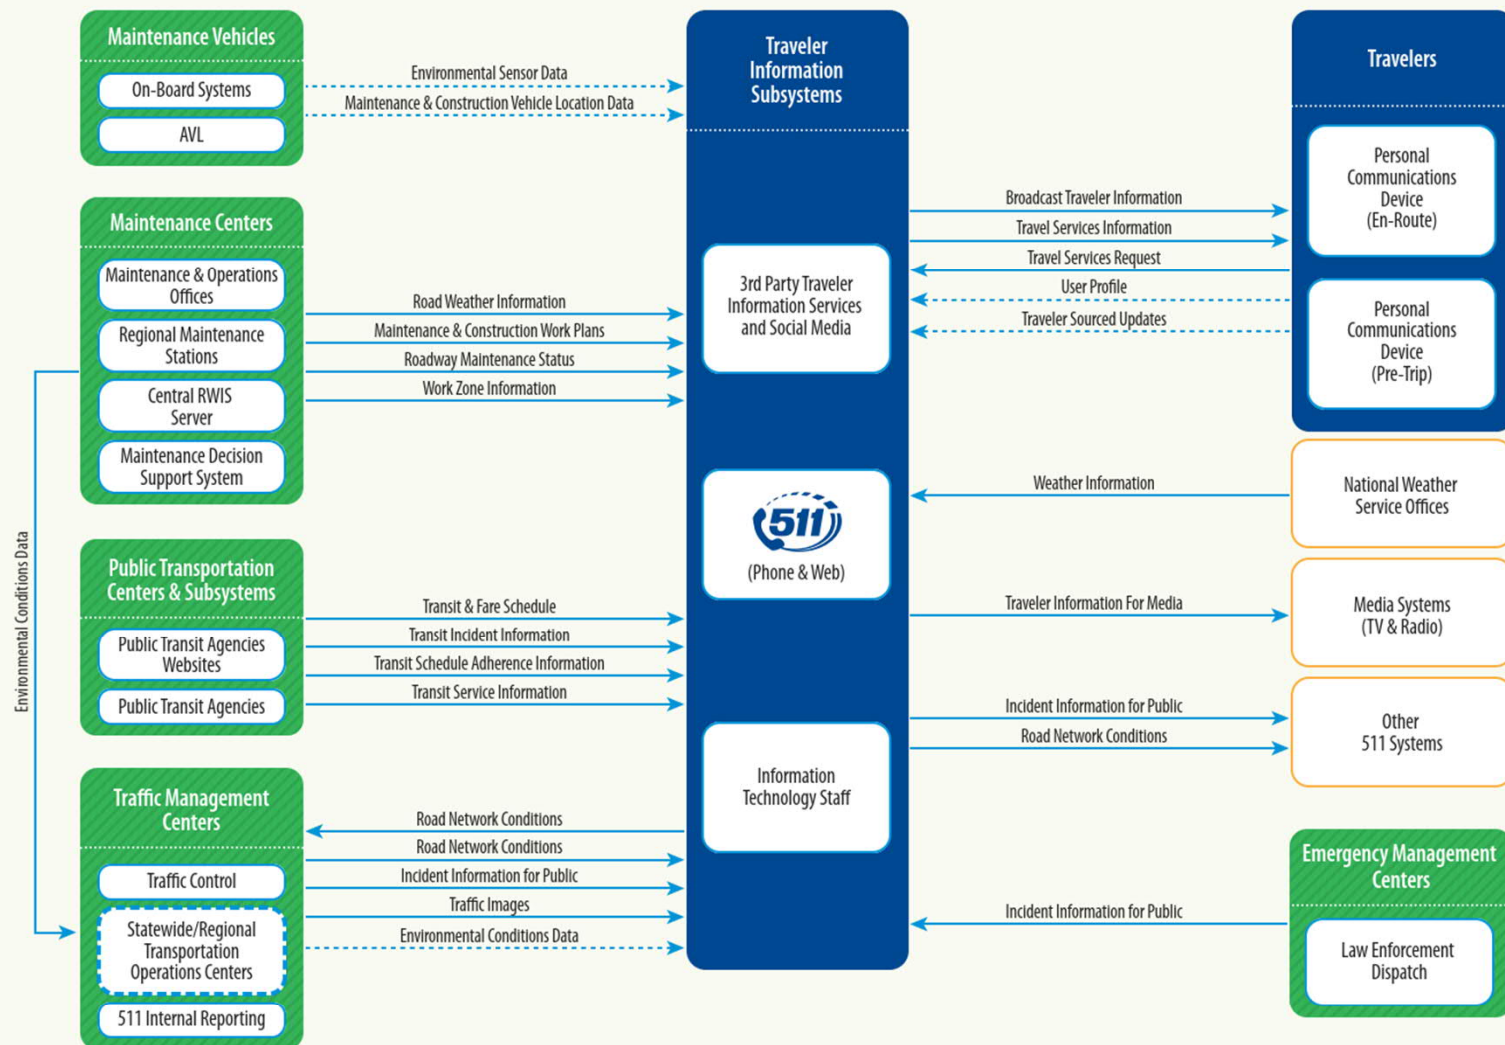 Maintenance Vehicles
On-Board Systems
AVL
Environmental Sensor Data
Maintenance & Construction Vehicle Location Data
Maintenance Centers
Maintenance & Operations
Offices
Regional Maintenance
Stations
Central RWIS
Server
Maintenance Decision
Support System
Road Weather Information
Maintenance & Construction Work Plans
Roadway Maintenance Status
Work Zone Information
Environmental Conditions Data
Public Transportation
Centers & Subsystems
Public Transit Agencies
Websites
Public Transit Agencies
Transit & Fare Schedule
Transit Incident Information
Transit Schedule Adherence Information
Transit Service Information
Traffic Management
Centers
Traffic Control
Statewide/Regional
Transportation
Operations Centers
511 Internal Reporting
Road Network Conditions
Road Network Conditions
Incident Information for Public
Traffic Images
Environmental Conditions Data
Traveler
Information
Subsystems
3rd Party Traveler
Information Services
and Social Media
511
(Phone & Web)
Information
Technology Staff
Broadcast Traveler Information
Travel Services Information
Travel Services Request
User Profile
Traveler Sourced Updates
Weather Information
Traveler Information For Media
Incident Information for Public
Road Network Conditions
Incident Information for Public
Travelers
Personal
Communications
Device
(En-Route)
Personal
Communications
Device
(Pre-Trip)
National Weather
Service Offices
Media Systems
(TV & Radio)
Other
511 Systems
Emergency Management
Centers
Law Enforcement
Dispatch